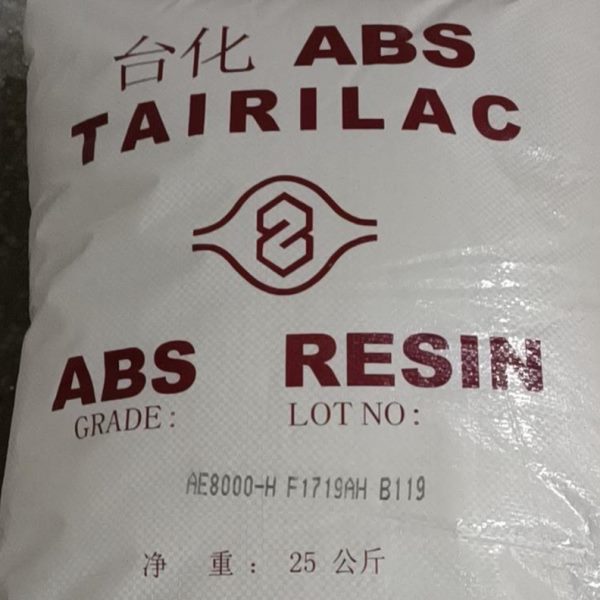 台化 ABS
TAIRILAC
ABS RESIN
GRADE: LOT NO:
AE8000-H F1719AH B119
净 重: 25 公斤